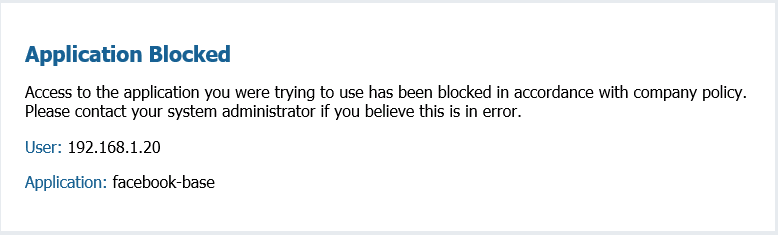 Application Blocked
Access to the application you were trying to use has been blocked in accordance with company policy.
Please contact your system administrator if you believe this is in error.
User: 192.168.1.20
Application: facebook-base